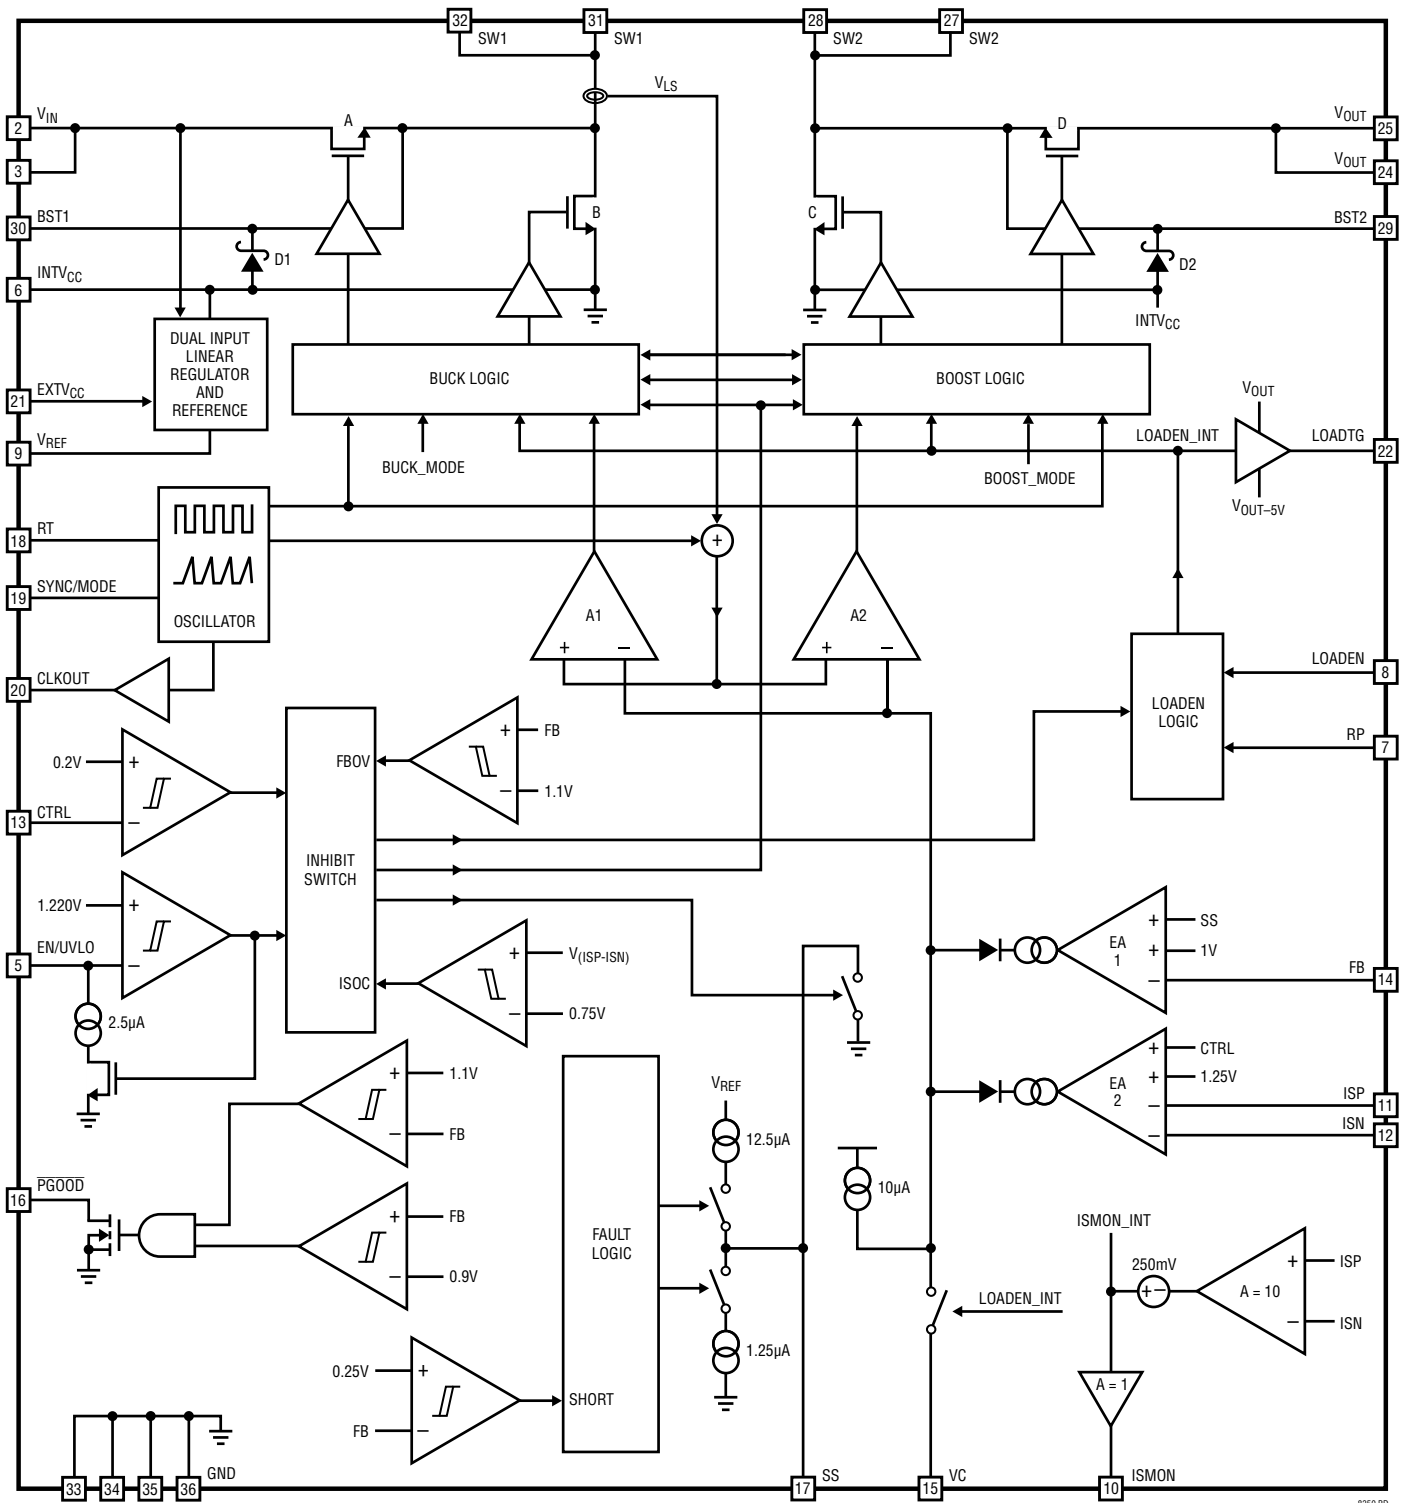 32
31
28
27
SW1
SW1
SW2
SW2
VLS
VIN
2
A
D
VOUT
25
3
VOUT
24
BST1
30
B
C
BST2
29
D1
D2
INTVCC
6
INTVCC
DUAL INPUT
LINEAR
REGULATOR
AND
REFERENCE
BUCK LOGIC
BOOST LOGIC
EXTVCC
21
VOUT
VREF
9
LOADEN_INT
LOADTG
22
BUCK_MODE
BOOST_MODE
VOUT–5V
RT
18
+
SYNC/MODE
19
OSCILLATOR
A1
+
–
A2
+
–
CLKOUT
20
LOADEN
8
LOADEN
LOGIC
RP
7
0.2V
+
CTRL
13
–
FBOV
+
FB
–
1.1V
INHIBIT
SWITCH
1.220V
+
EN/UVLO
5
–
2.5µA
ISOC
+
V(ISP-ISN)
–
0.75V
EA
1
+
SS
+
1V
–
FB
14
EA
2
+
CTRL
+
1.25V
–
ISP
11
–
ISN
12
+
1.1V
–
FB
PGOOD
16
+
FB
–
0.9V
FAULT
LOGIC
SHORT
VREF
12.5µA
1.25µA
10µA
LOADEN_INT
ISMON_INT
250mV
+–
A = 10
+
ISP
–
ISN
A = 1
0.25V
+
FB
–
33
34
35
36
GND
17
SS
15
VC
10
ISMON